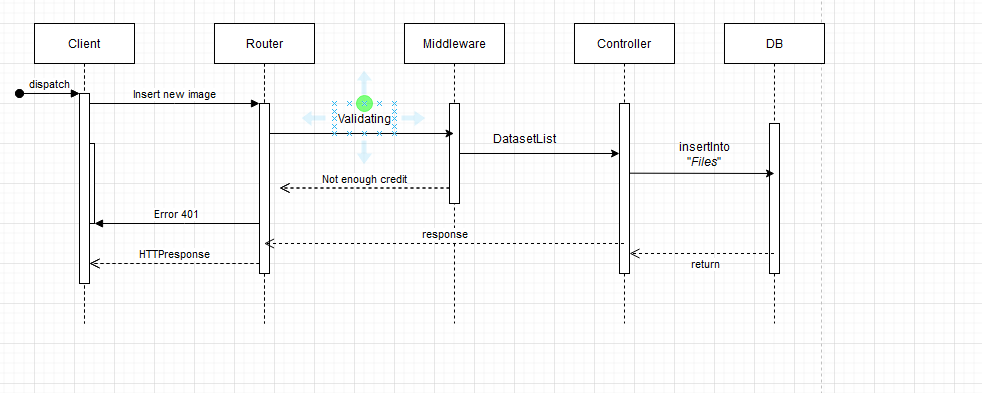 Client
Router
Middleware
Controller
DB
dispatch
Insert new image
Validating
DatasetList
insertInto
"Files"
Not enough credit
Error 401
response
HTTPresponse
return